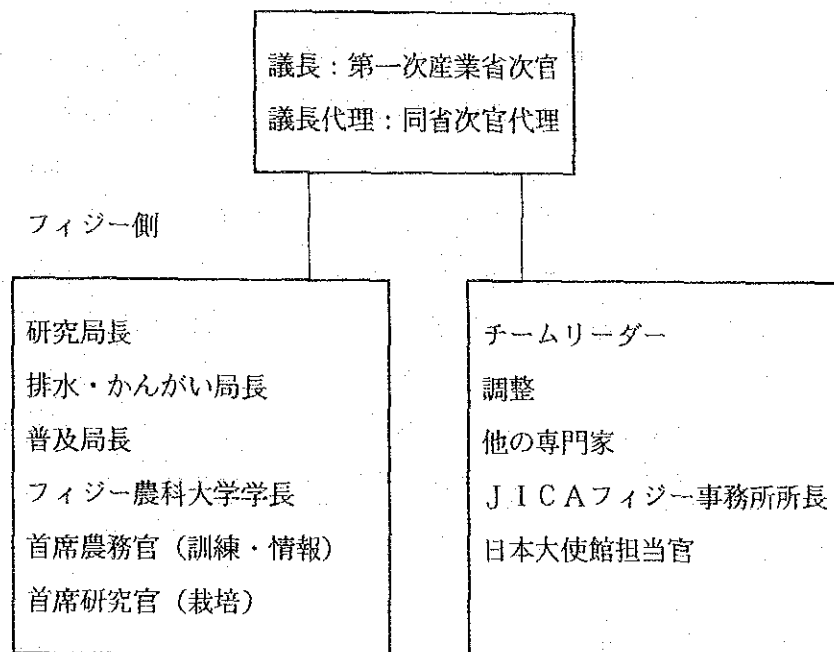 議長：第一次産業省次官
議長代理：同省次官代理
フィジー側
研究局長
排水・かんがい局長
普及局長
フィジー農科大学学長
首席農務官（訓練・情報）
首席研究官（栽培）
チームリーダー
調整
他の専門家
ＪＩＣＡフィジー事務所所長
日本大使館担当官